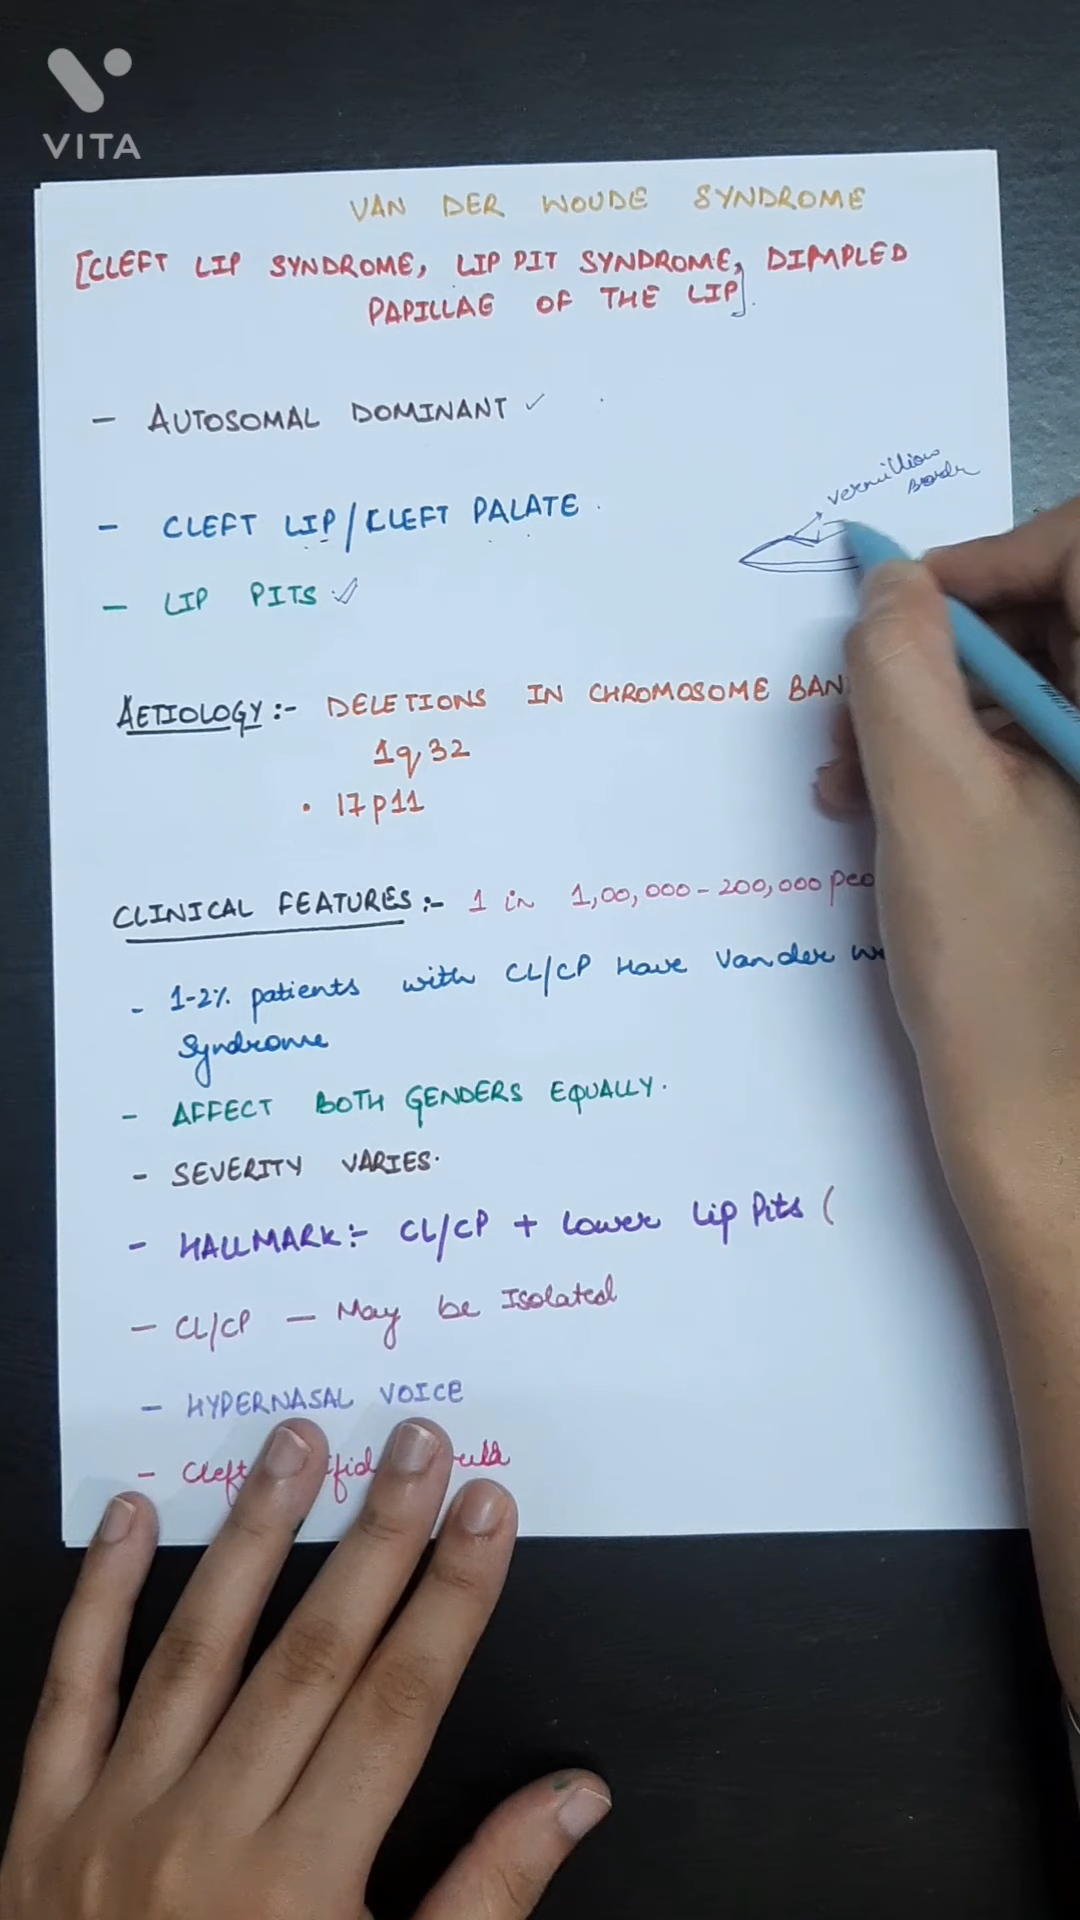 VITA
VAN DER WOUDE SYNDROME
[CLEFT LIP SYNDROME, LIP PIT SYNDROME, DIMPLED
PAPILLAE OF THE LIP].
- AUTOSOMAL DOMINANT ✓
vermillion
Border
- CLEFT LIP/CLEFT PALATE.
- LIP PITS ✓
AETIOLOGY:- DELETIONS IN CHROMOSOME BAN
1q32
• 17p11
CLINICAL FEATURES:- 1 in 1,00,000-200,000 peo
- 1-2% patients with CL/CP Have Vander
Syndrome
- AFFECT BOTH GENDERS EQUALLY.
- SEVERITY VARIES.
- HALLMARK:- CL/CP + Lower Lip Pits (
- CL/CP - May be Isolated
- HYPERNASAL VOICE
- Cleft